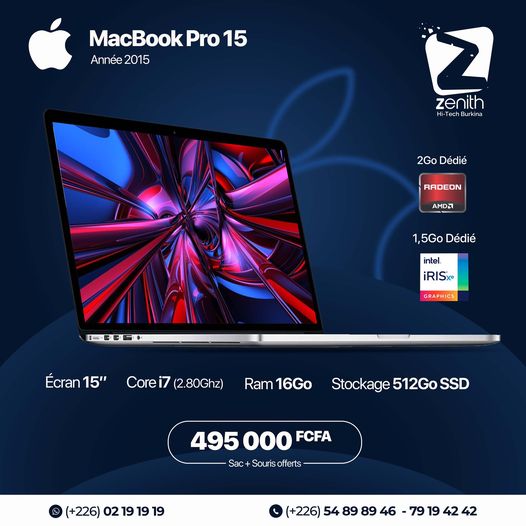 MacBook Pro 15
Année 2015
Zenith
Hi-Tech Burkina
2Go Dédié
RADEON
AMD
1,5Go Dédié
intel.
iRISxe
GRAPHICS
Écran 15’’ Core i7 (2.80Ghz) Ram 16Go Stockage 512Go SSD
495 000 FCFA
Sac + Souris offerts
(+226) 02 19 19 19 (+226) 54 89 89 46 - 79 19 42 42